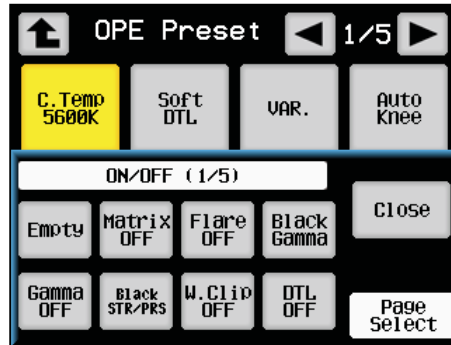 OPE Preset
1/5
C.Temp
5600K
Soft
DTL
VAR.
Auto
Knee
ON/OFF (1/5)
Empty
Matrix
OFF
Flare
OFF
Black
Gamma
Close
Gamma
OFF
Black
STR/PRS
W.Clip
OFF
DTL
OFF
Page
Select